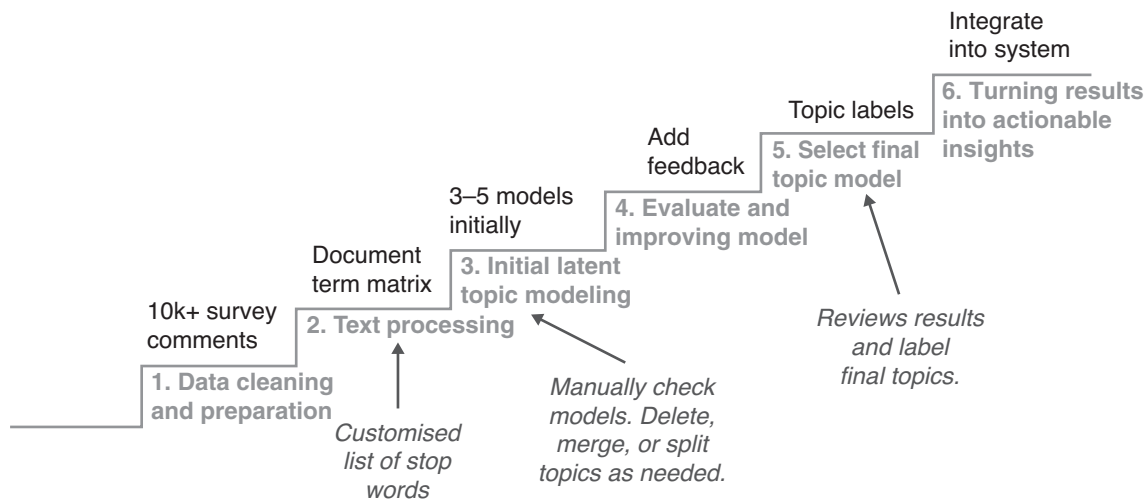 Integrate
into system
6. Turning results
into actionable
insights
Topic labels
5. Select final
topic model
Add
feedback
4. Evaluate and
improving model
3–5 models
initially
3. Initial latent
topic modeling
Document
term matrix
2. Text processing
10k+ survey
comments
1. Data cleaning
and preparation
Customised
list of stop
words
Manually check
models. Delete,
merge, or split
topics as needed.
Reviews results
and label
final topics.